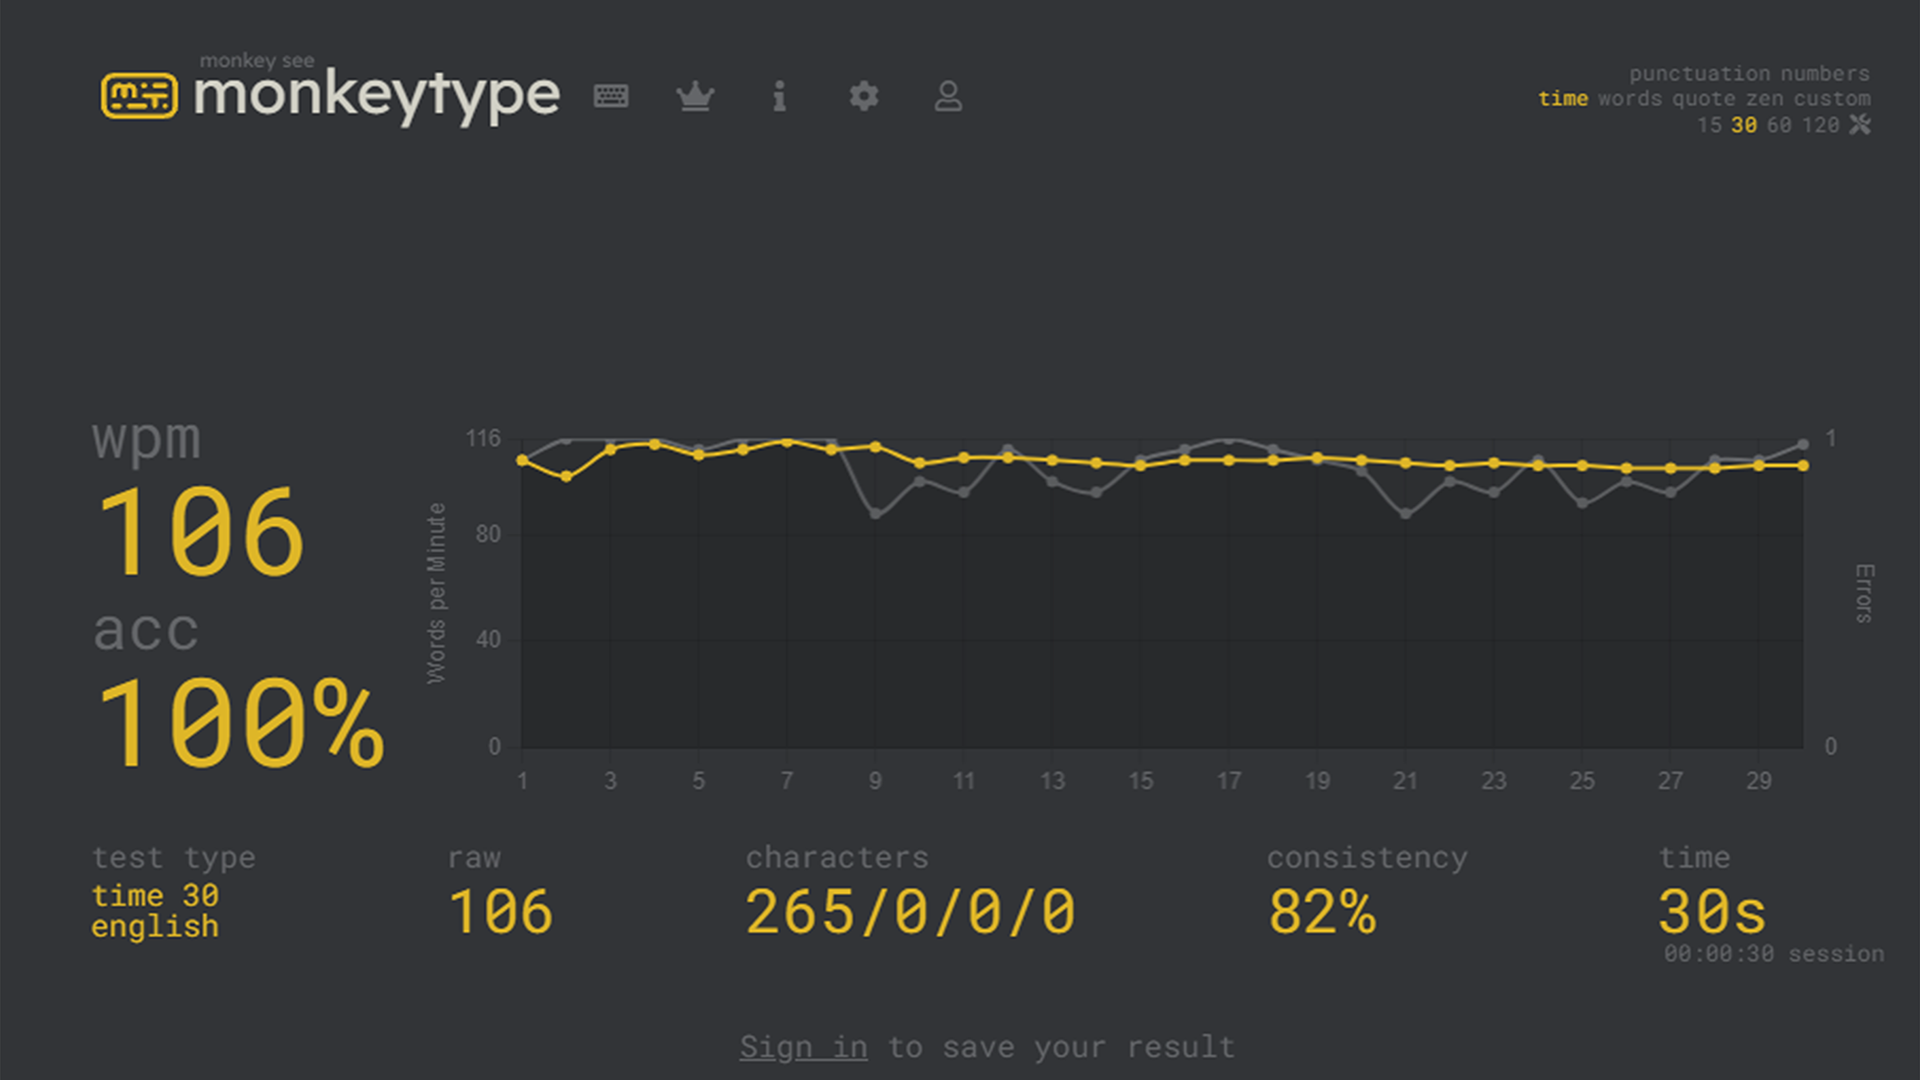 monkey see
monkeytype
punctuation numbers
time words quote zen custom
15 30 60 120
wpm
106
acc
100%
Words per Minute
116
80
40
0
1
0
Errors
1 3 5 7 9 11 13 15 17 19 21 23 25 27 29
test type
time 30
english
raw
106
characters
265/0/0/0
consistency
82%
time
30s
00:00:30 session
Sign in to save your result